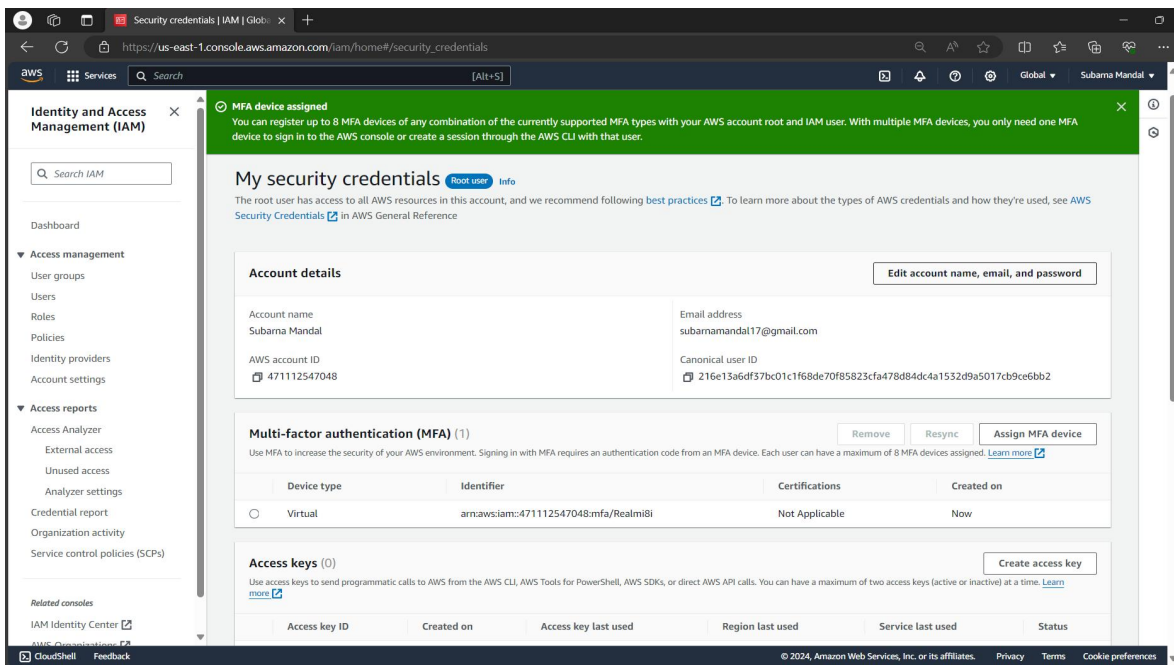 Security credentials | IAM | Globa
https://us-east-1.console.aws.amazon.com/iam/home#/security_credentials
aws
Services
Search
[Alt+S]
Global
Subarna Mandal
Identity and Access
Management (IAM)
Search IAM
Dashboard
Access management
User groups
Users
Roles
Policies
Identity providers
Account settings
Access reports
Access Analyzer
External access
Unused access
Analyzer settings
Credential report
Organization activity
Service control policies (SCPs)
Related consoles
IAM Identity Center
AWS Organizations
MFA device assigned
You can register up to 8 MFA devices of any combination of the currently supported MFA types with your AWS account root and IAM user. With multiple MFA devices, you only need one MFA
device to sign in to the AWS console or create a session through the AWS CLI with that user.
My security credentials Root user Info
The root user has access to all AWS resources in this account, and we recommend following best practices. To learn more about the types of AWS credentials and how they're used, see AWS
Security Credentials in AWS General Reference
Account details
Edit account name, email, and password
Account name
Subarna Mandal
Email address
subarnamandal17@gmail.com
AWS account ID
471112547048
Canonical user ID
216e13a6df37bc01c1f68de70f85823cfa478d84dc4a1532d9a5017cb9ce6bb2
Multi-factor authentication (MFA) (1)
Remove
Resync
Assign MFA device
Use MFA to increase the security of your AWS environment. Signing in with MFA requires an authentication code from an MFA device. Each user can have a maximum of 8 MFA devices assigned. Learn more
Device type Identifier Certifications Created on
Virtual arn:aws:iam::471112547048:mfa/Realmi8i Not Applicable Now
Access keys (0)
Create access key
Use access keys to send programmatic calls to AWS from the AWS CLI, AWS Tools for PowerShell, AWS SDKs, or direct AWS API calls. You can have a maximum of two access keys (active or inactive) at a time. Learn
more
Access key ID Created on Access key last used Region last used Service last used Status
CloudShell Feedback
© 2024, Amazon Web Services, Inc. or its affiliates. Privacy Terms Cookie preferences